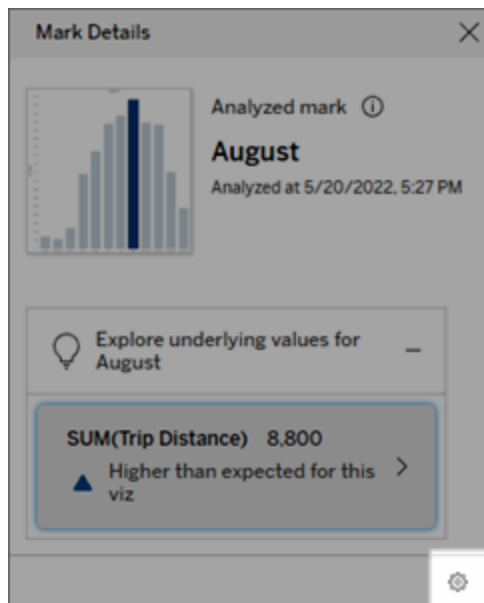 Mark Details
Analyzed mark
August
Analyzed at 5/20/2022, 5:27 PM
Explore underlying values for
August
SUM(Trip Distance) 8,800
Higher than expected for this
viz